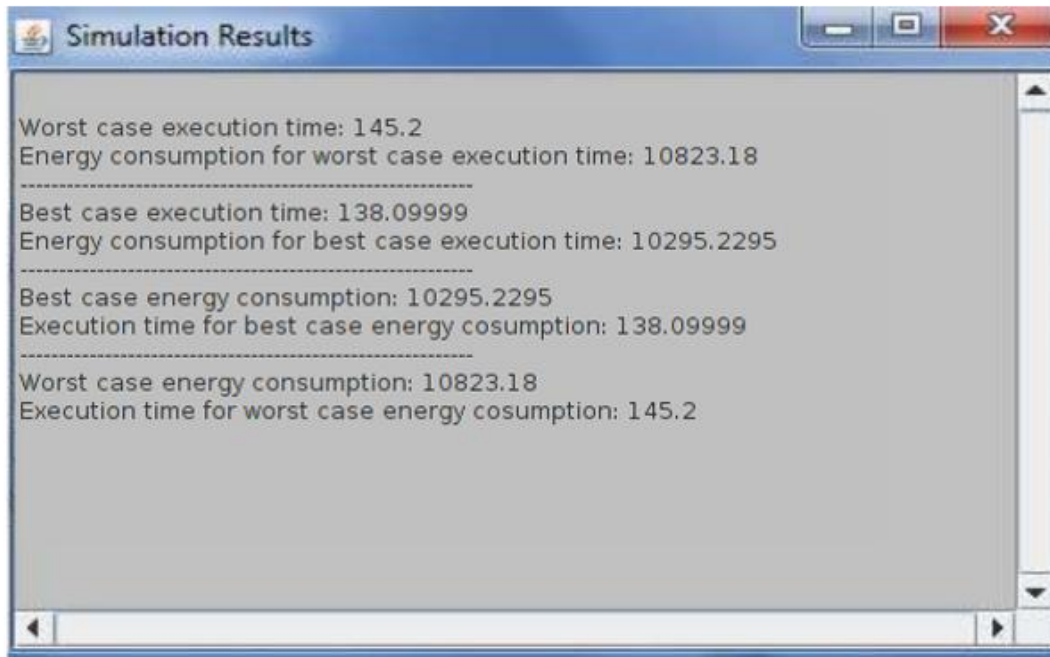 Simulation Results
Worst case execution time: 145.2
Energy consumption for worst case execution time: 10823.18
------------------------------------------------------------
Best case execution time: 138.09999
Energy consumption for best case execution time: 10295.2295
------------------------------------------------------------
Best case energy consumption: 10295.2295
Execution time for best case energy cosumption: 138.09999
------------------------------------------------------------
Worst case energy consumption: 10823.18
Execution time for worst case energy cosumption: 145.2